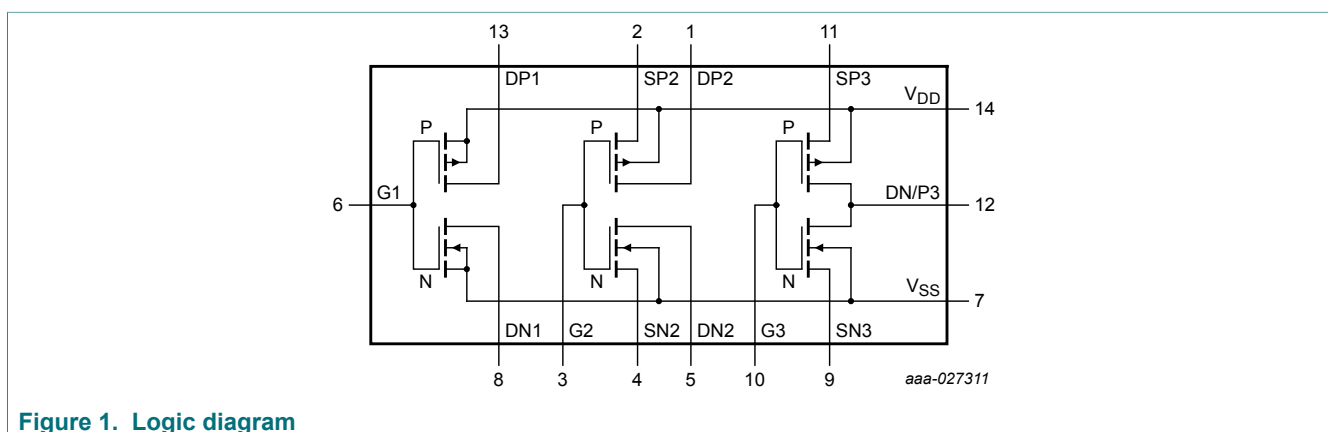 13 2 1 11
DP1 SP2 DP2 SP3
VDD 14
P P P
6 G1 DN/P3 12
N N N
VSS 7
DN1 G2 SN2 DN2 G3 SN3
8 3 4 5 10 9 aaa-027311
Figure 1. Logic diagram